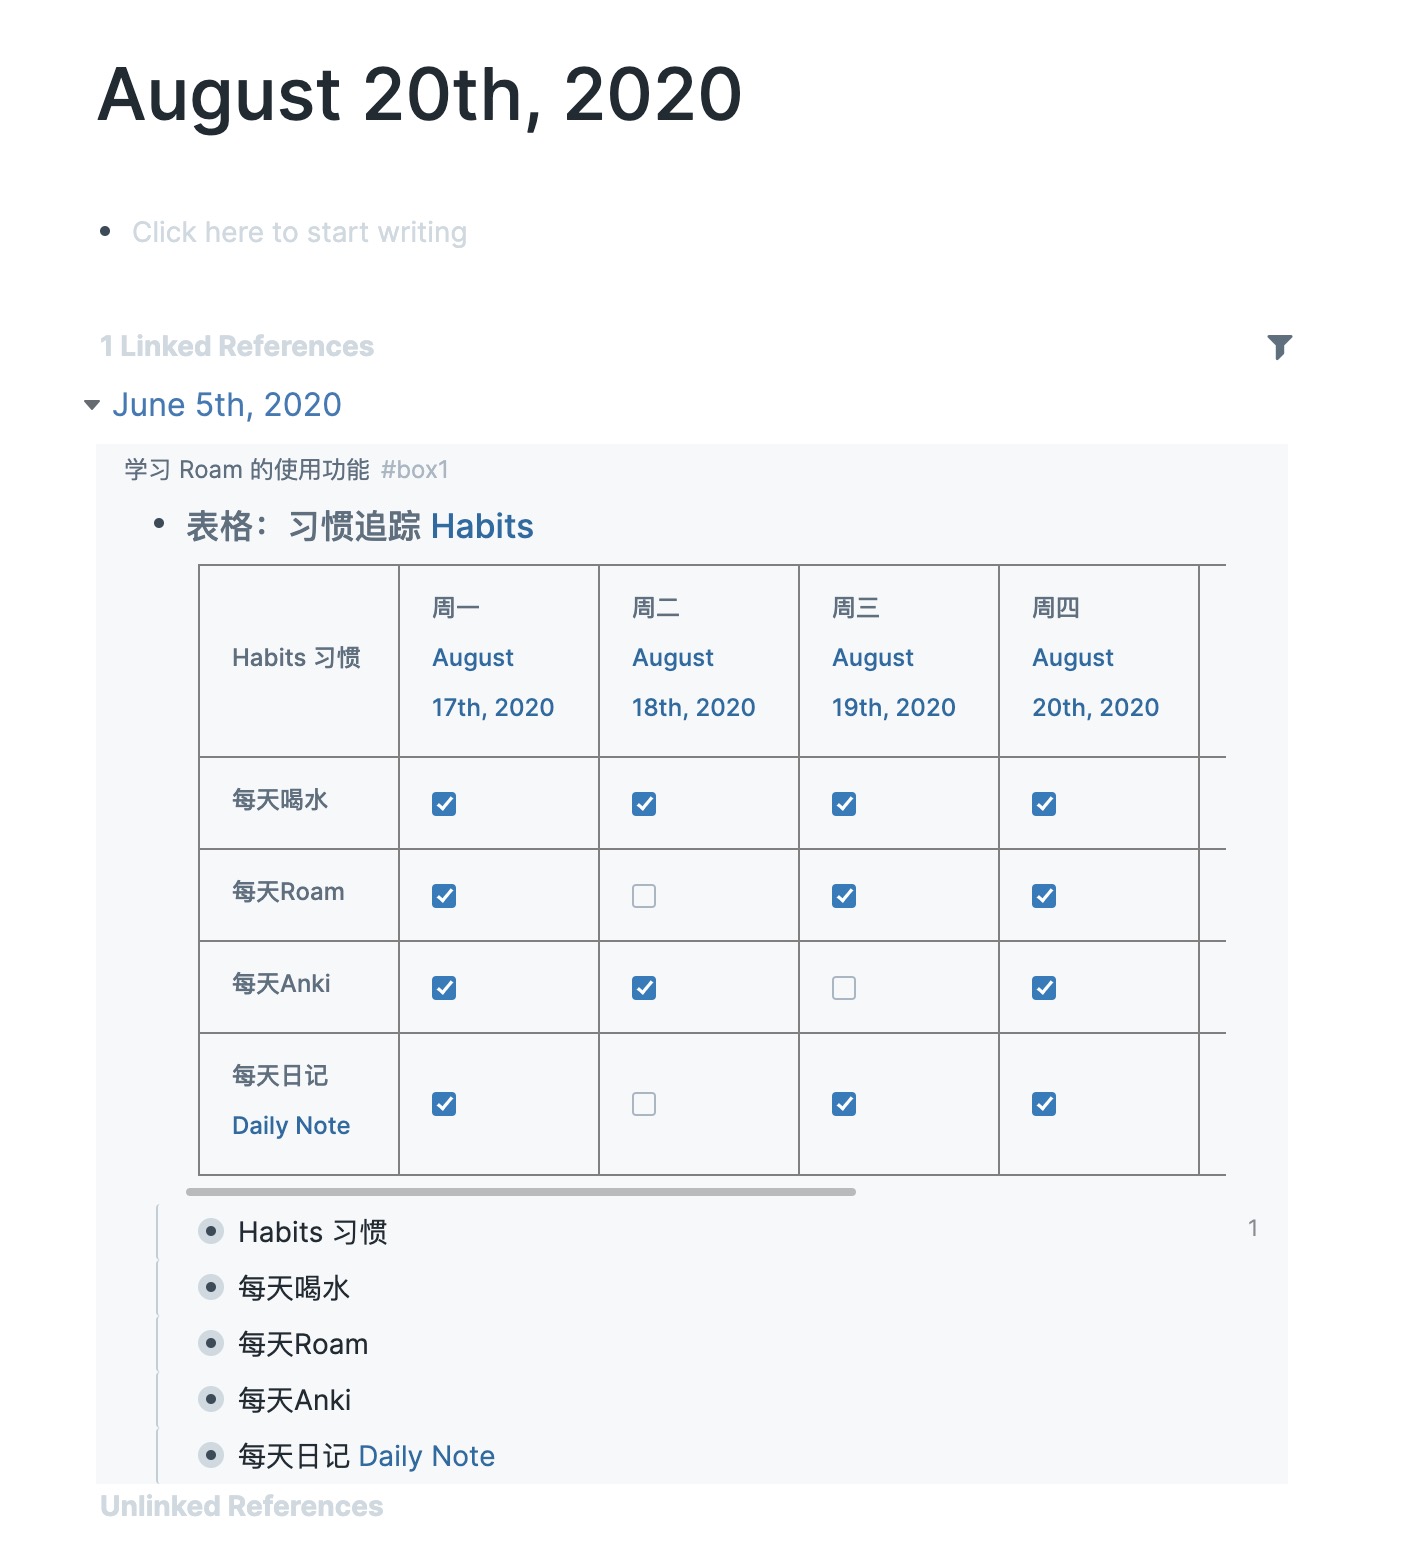 August 20th, 2020
Click here to start writing
1 Linked References
June 5th, 2020
学习 Roam 的使用功能 #box1
表格：习惯追踪 Habits
Habits 习惯
周一
August
17th, 2020
周二
August
18th, 2020
周三
August
19th, 2020
周四
August
20th, 2020
每天喝水
每天Roam
每天Anki
每天日记
Daily Note
Habits 习惯
1
每天喝水
每天Roam
每天Anki
每天日记 Daily Note
Unlinked References